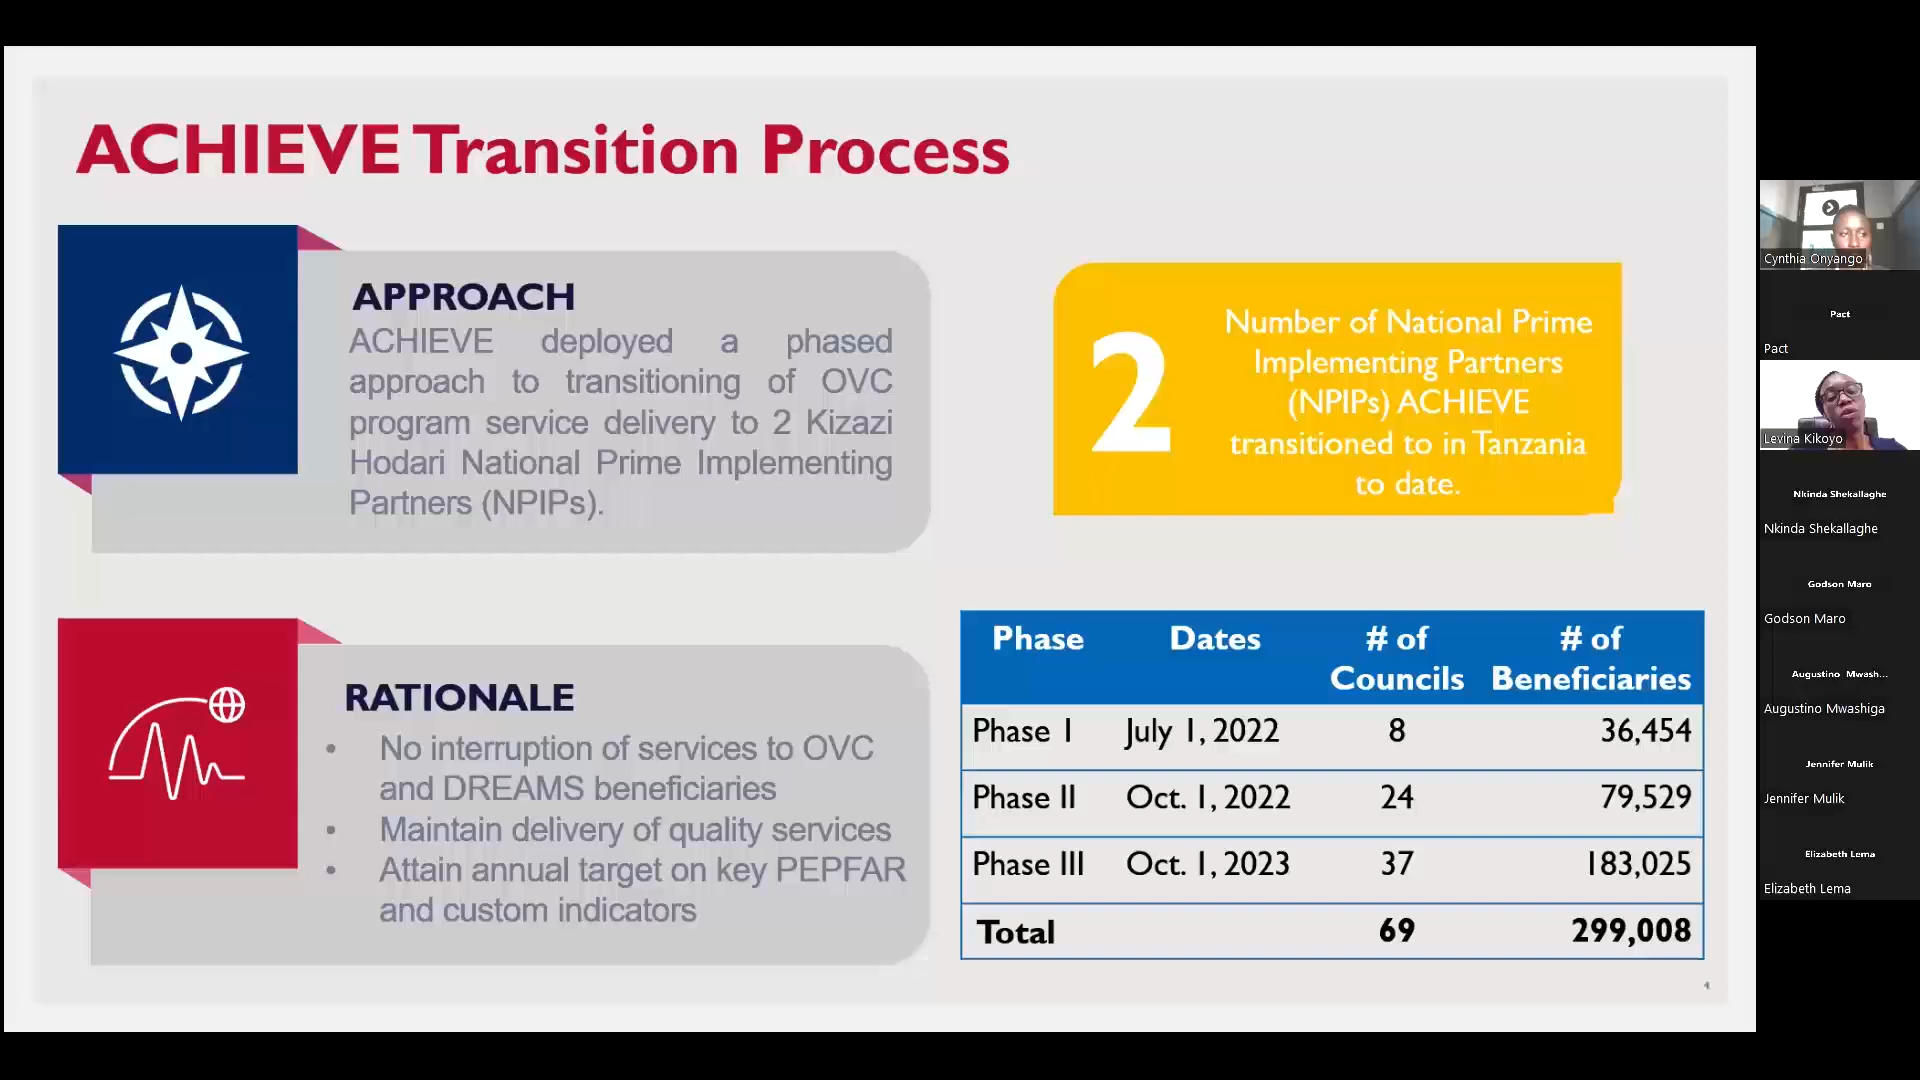 ACHIEVE Transition Process
APPROACH
ACHIEVE deployed a phased
approach to transitioning of OVC
program service delivery to 2 Kizazi
Hodari National Prime Implementing
Partners (NPIPs).
2
Number of National Prime
Implementing Partners
(NPIPs) ACHIEVE
transitioned to in Tanzania
to date.
RATIONALE
• No interruption of services to OVC
and DREAMS beneficiaries
• Maintain delivery of quality services
• Attain annual target on key PEPFAR
and custom indicators
Phase Dates # of Councils # of Beneficiaries
Phase I July 1, 2022 8 36,454
Phase II Oct. 1, 2022 24 79,529
Phase III Oct. 1, 2023 37 183,025
Total 69 299,008
4
Cynthia Onyango
Pact
Pact
Levina Kikoyo
Nkinda Shekallaghe
Nkinda Shekallaghe
Godson Maro
Godson Maro
Augustino Mwash...
Augustino Mwashiga
Jennifer Mulik
Jennifer Mulik
Elizabeth Lema
Elizabeth Lema